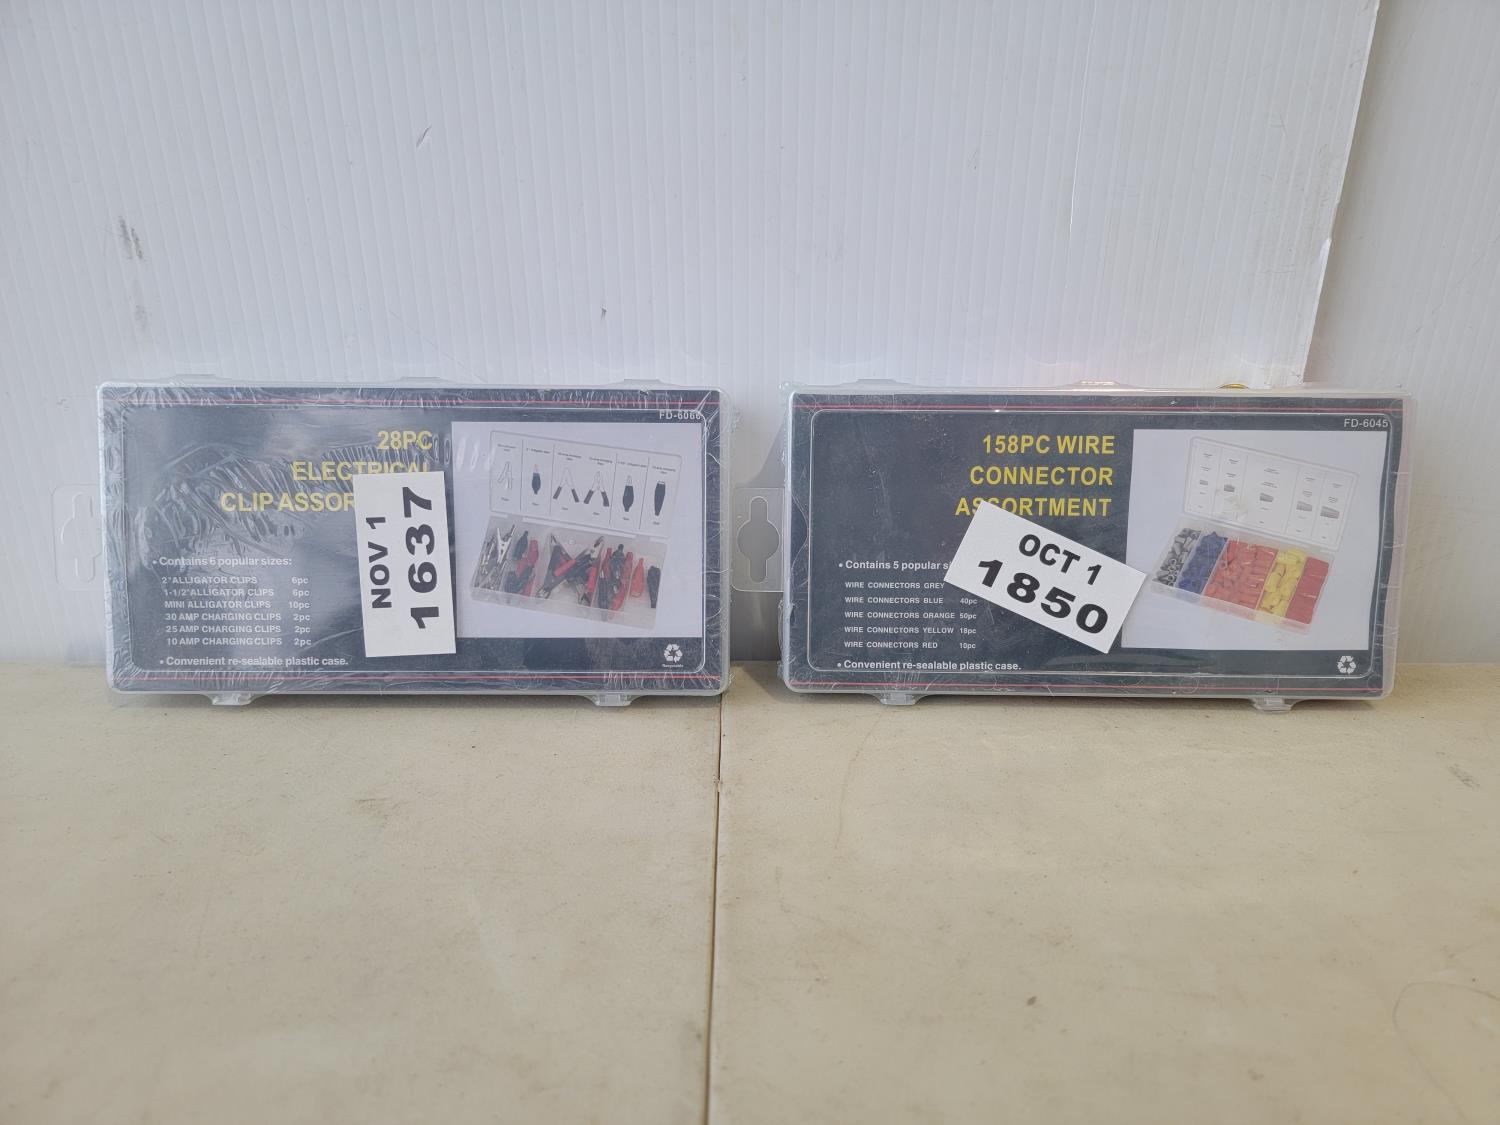 FD-6066
28PC
ELECTRICAL
CLIP ASSOR
• Contains 6 popular sizes:
2" ALLIGATOR CLIPS 6pc
1-1/2" ALLIGATOR CLIPS 6pc
MINI ALLIGATOR CLIPS 10pc
30 AMP CHARGING CLIPS 2pc
25 AMP CHARGING CLIPS 2pc
10 AMP CHARGING CLIPS 2pc
• Convenient re-sealable plastic case.
Recyclable
NOV 1
1637
FD-6045
158PC WIRE
CONNECTOR
ASSORTMENT
• Contains 5 popular si
WIRE CONNECTORS GREY
WIRE CONNECTORS BLUE 40pc
WIRE CONNECTORS ORANGE 50pc
WIRE CONNECTORS YELLOW 18pc
WIRE CONNECTORS RED 10pc
• Convenient re-sealable plastic case.
OCT 1
1850